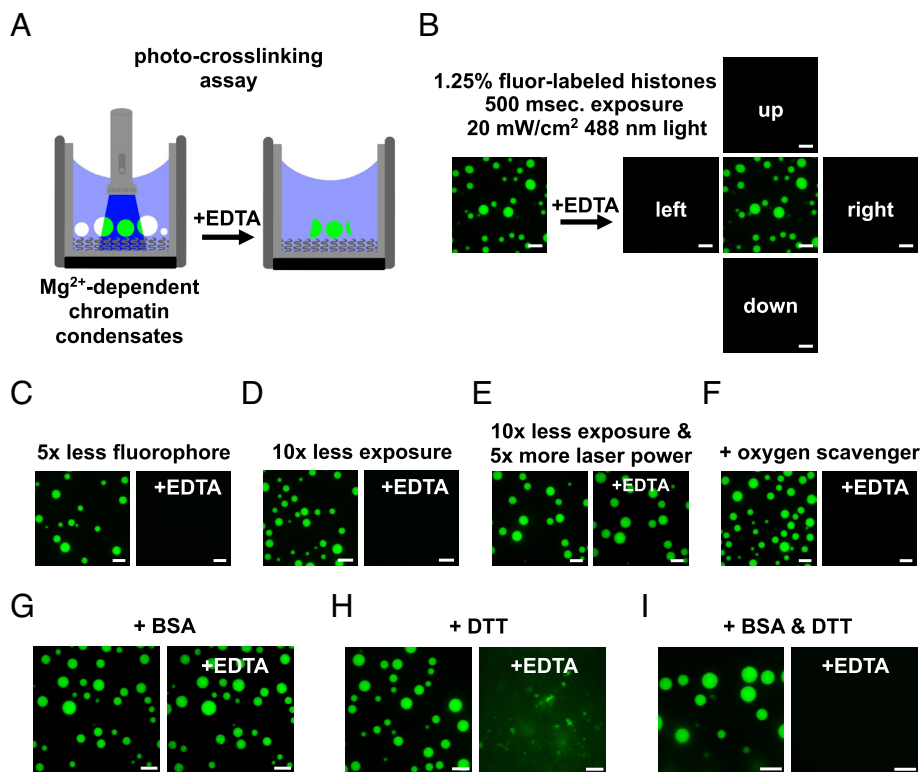 A
photo-crosslinking
assay
+EDTA
Mg²⁺-dependent
chromatin
condensates
B
1.25% fluor-labeled histones
500 msec. exposure
20 mW/cm² 488 nm light
+EDTA
up
left
right
down
C
5x less fluorophore
+EDTA
D
10x less exposure
+EDTA
E
10x less exposure &
5x more laser power
+EDTA
F
+ oxygen scavenger
+EDTA
G
+ BSA
+EDTA
H
+ DTT
+EDTA
I
+ BSA & DTT
+EDTA